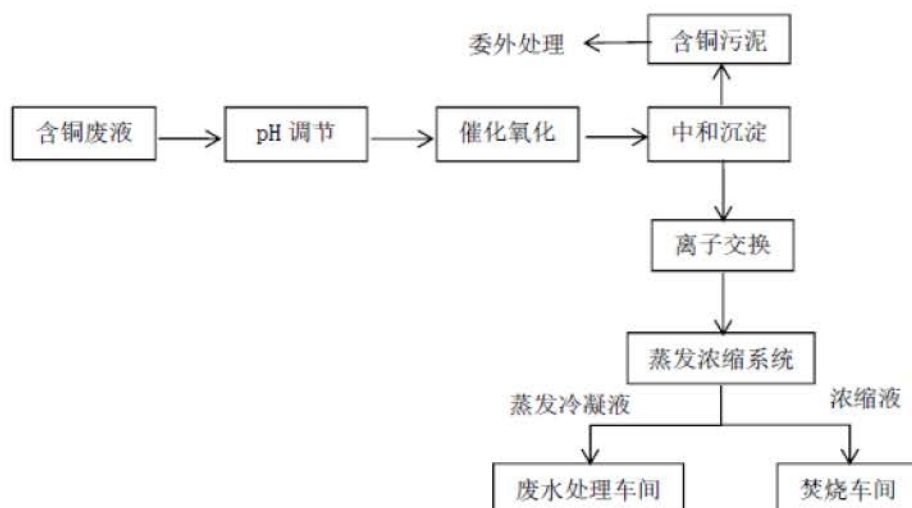 委外处理
含铜污泥
含铜废液
pH 调节
催化氧化
中和沉淀
离子交换
蒸发浓缩系统
蒸发冷凝液
浓缩液
废水处理车间
焚烧车间